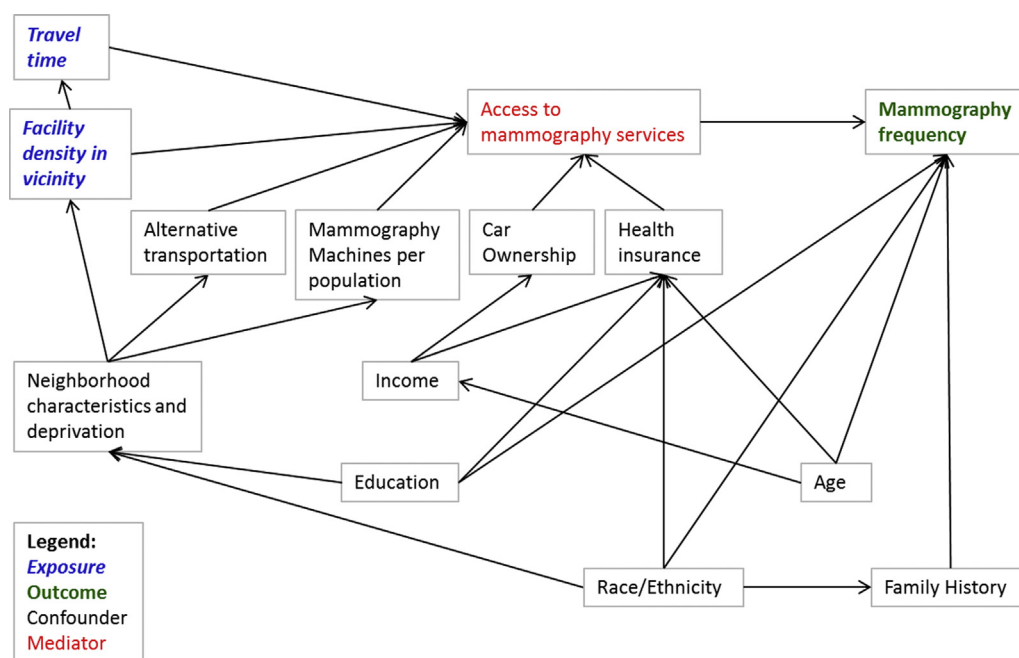 Travel
time
Facility
density in
vicinity
Access to
mammography services
Mammography
frequency
Alternative
transportation
Mammography
Machines per
population
Car
Ownership
Health
insurance
Neighborhood
characteristics and
deprivation
Income
Education
Age
Race/Ethnicity
Family History
Legend:
Exposure
Outcome
Confounder
Mediator